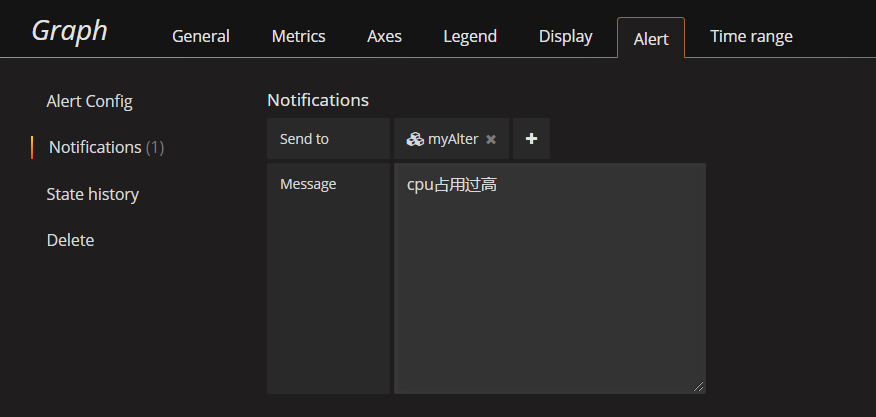 Graph General Metrics Axes Legend Display Alert Time range
Alert Config
Notifications (1)
State history
Delete
Notifications
Send to myAlter
Message cpu占用过高